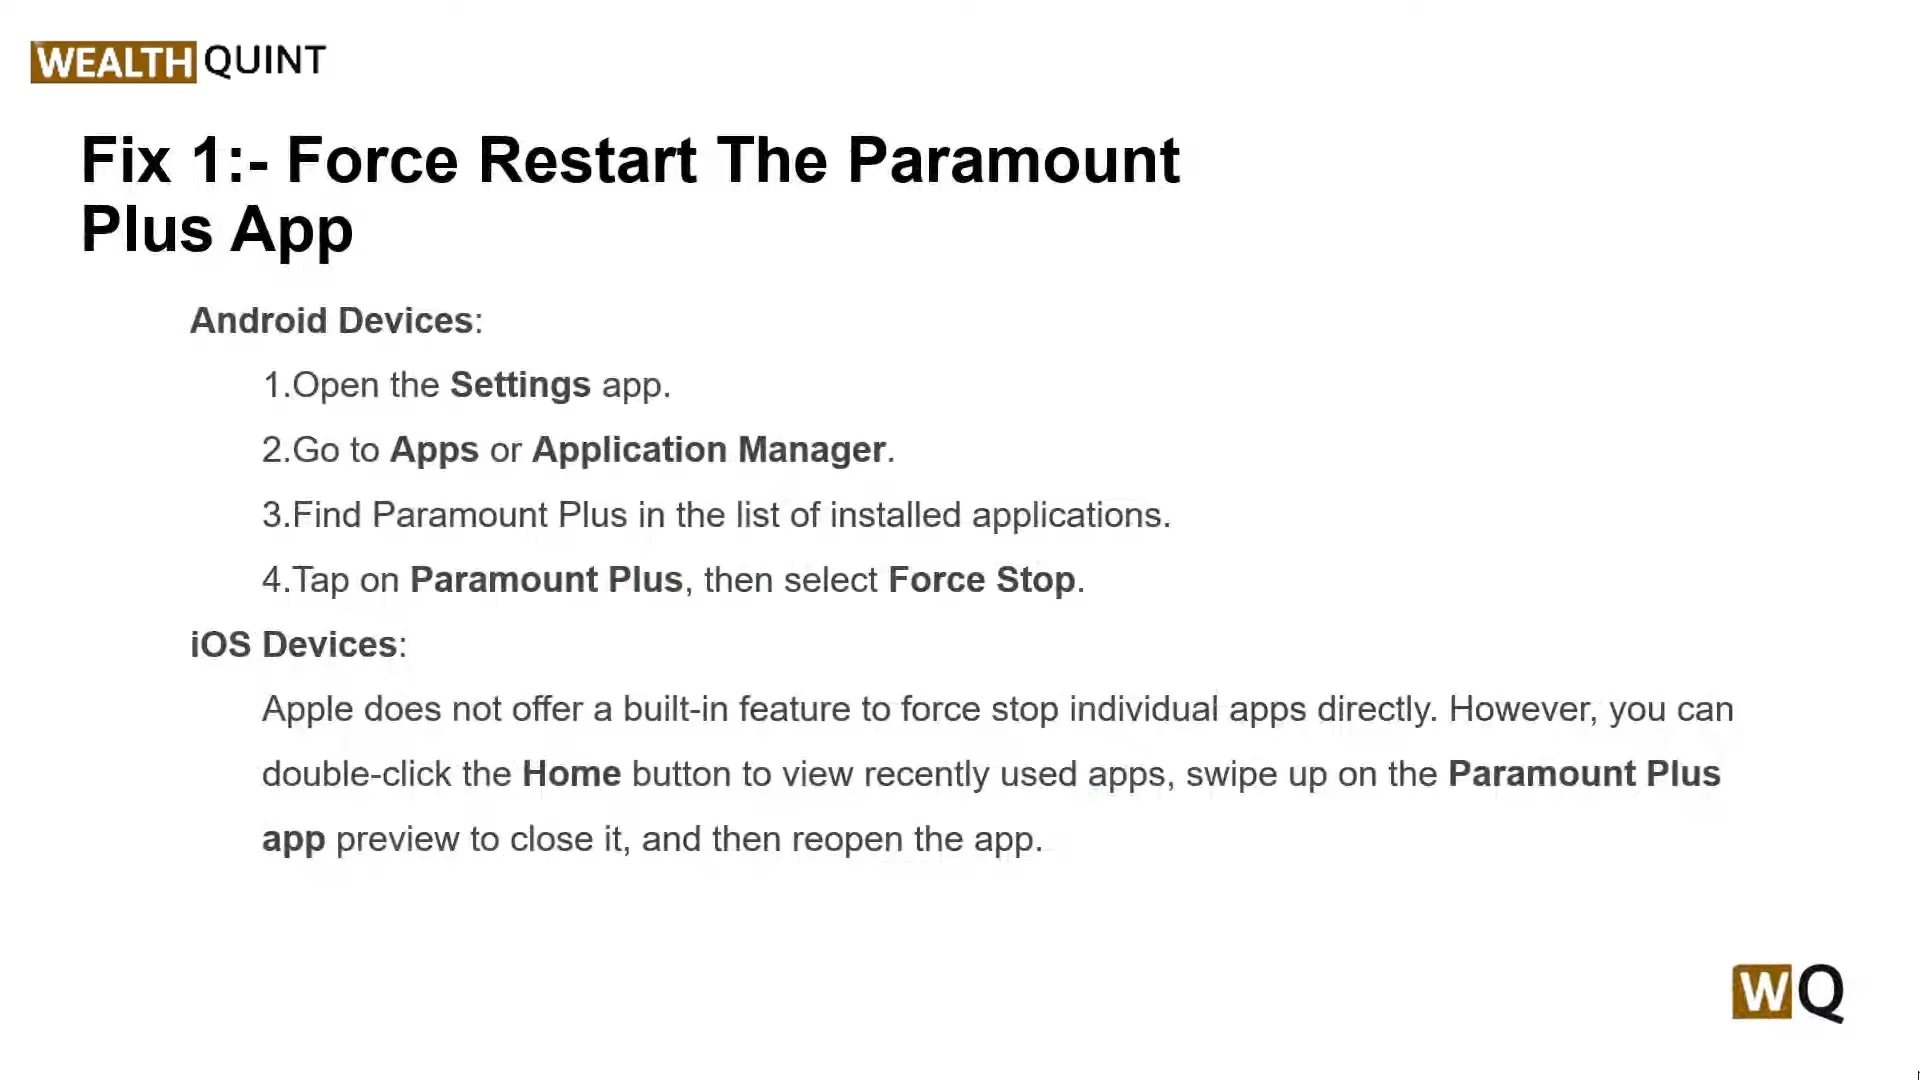 WEALTH QUINT
Fix 1:- Force Restart The Paramount
Plus App
Android Devices:
1.Open the Settings app.
2.Go to Apps or Application Manager.
3.Find Paramount Plus in the list of installed applications.
4.Tap on Paramount Plus, then select Force Stop.
iOS Devices:
Apple does not offer a built-in feature to force stop individual apps directly. However, you can
double-click the Home button to view recently used apps, swipe up on the Paramount Plus
app preview to close it, and then reopen the app.
WQ